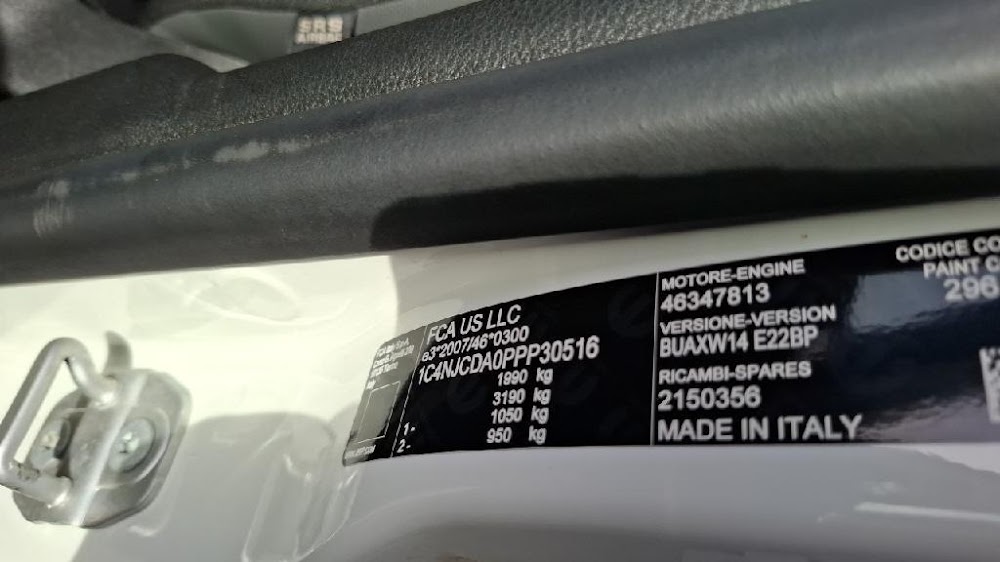 SRS
AIRBAG
FCA US LLC
e3*2007/46*0300
1C4NJCDA0PPP30516
1990 kg
3190 kg
1- 1050 kg
2- 950 kg
MOTORE-ENGINE
46347813
VERSIONE-VERSION
BUAXW14 E22BP
RICAMBI-SPARES
2150356
MADE IN ITALY
CODICE CO
PAINT C
296